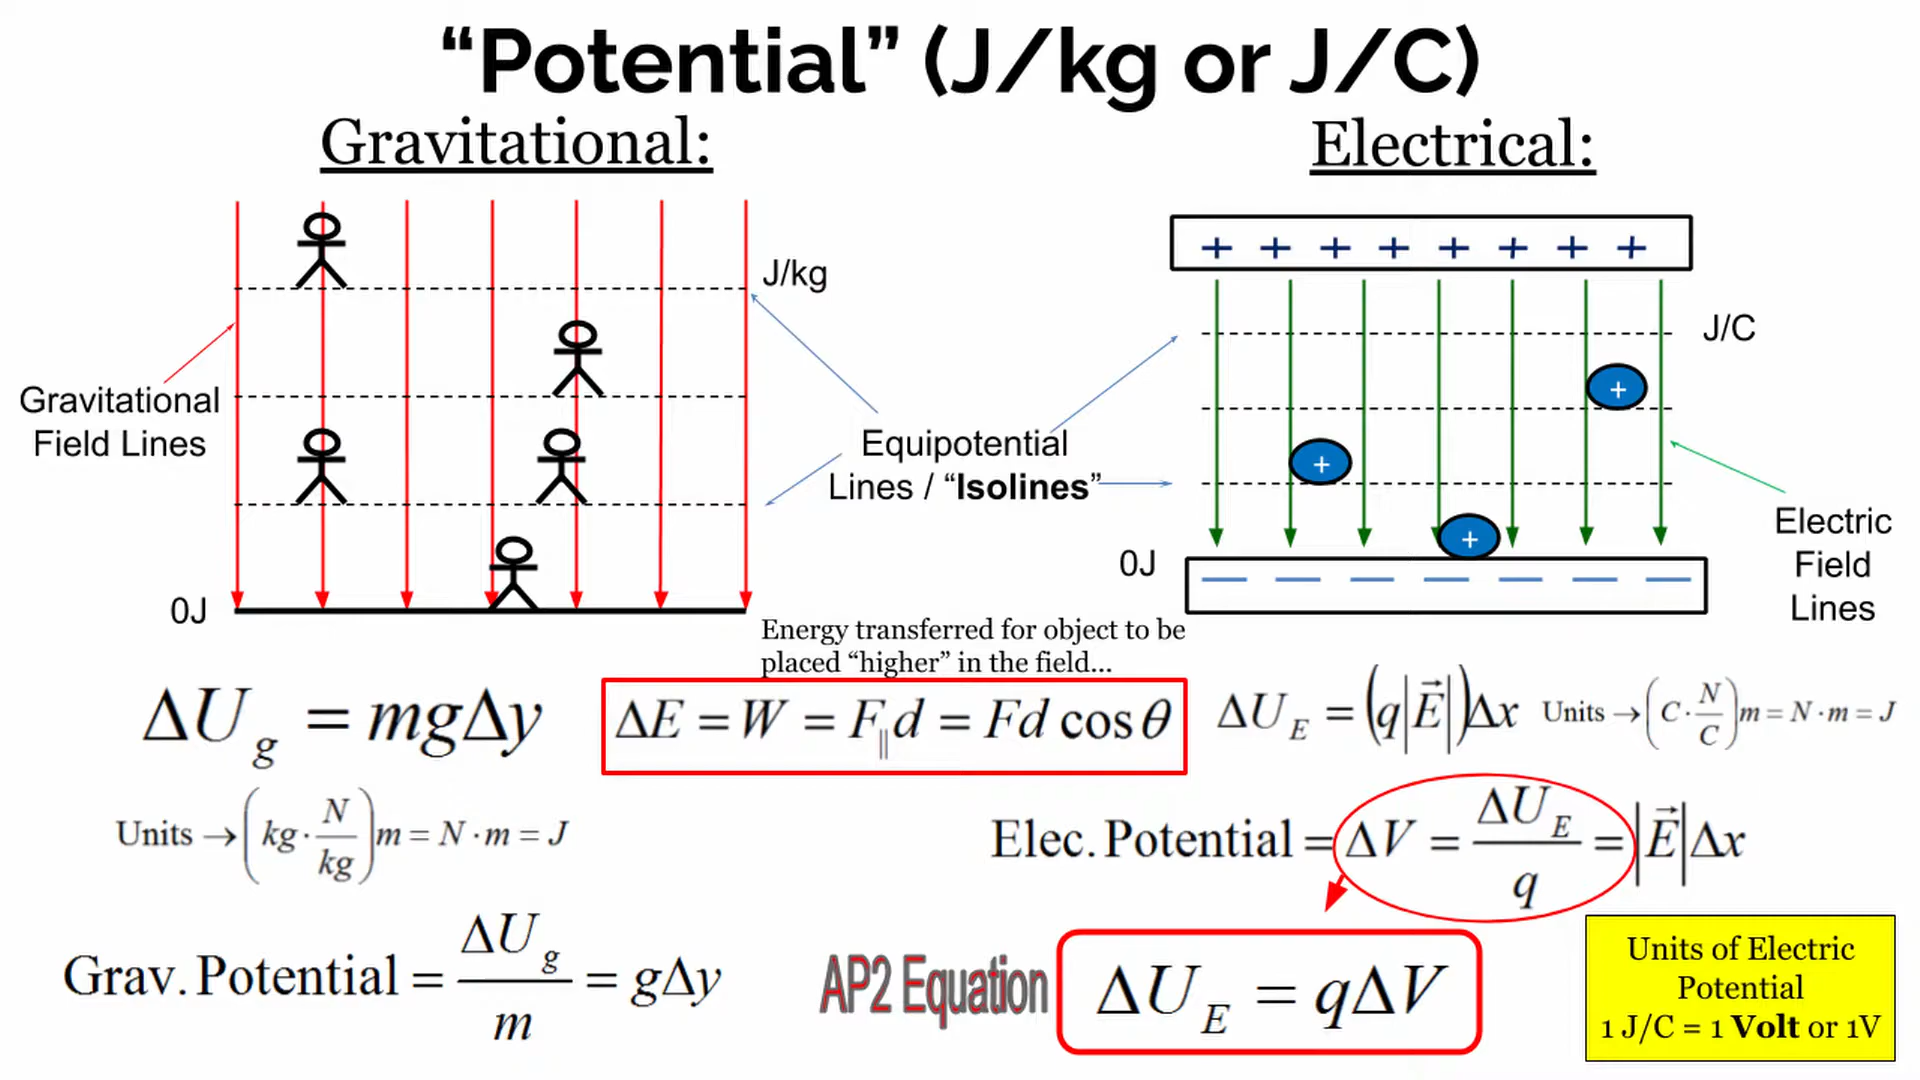 “Potential” (J/kg or J/C)
Gravitational:
Electrical:
J/kg
Gravitational
Field Lines
0J
Equipotential
Lines / “Isolines”
+ + + + + + + +
J/C
+
+
+
0J
— — — — — — —
Electric
Field
Lines
Energy transferred for object to be
placed “higher” in the field...
ΔU_g = mgΔy
ΔE = W = F_∥ d = Fd cos θ
ΔU_E = (q|E⃗|)Δx
Units → (C · N/C)m = N · m = J
Units → (kg · N/kg)m = N · m = J
Elec. Potential = ΔV = ΔU_E/q = |E⃗|Δx
Grav. Potential = ΔU_g/m = gΔy
AP2 Equation
ΔU_E = qΔV
Units of Electric
Potential
1 J/C = 1 Volt or 1V